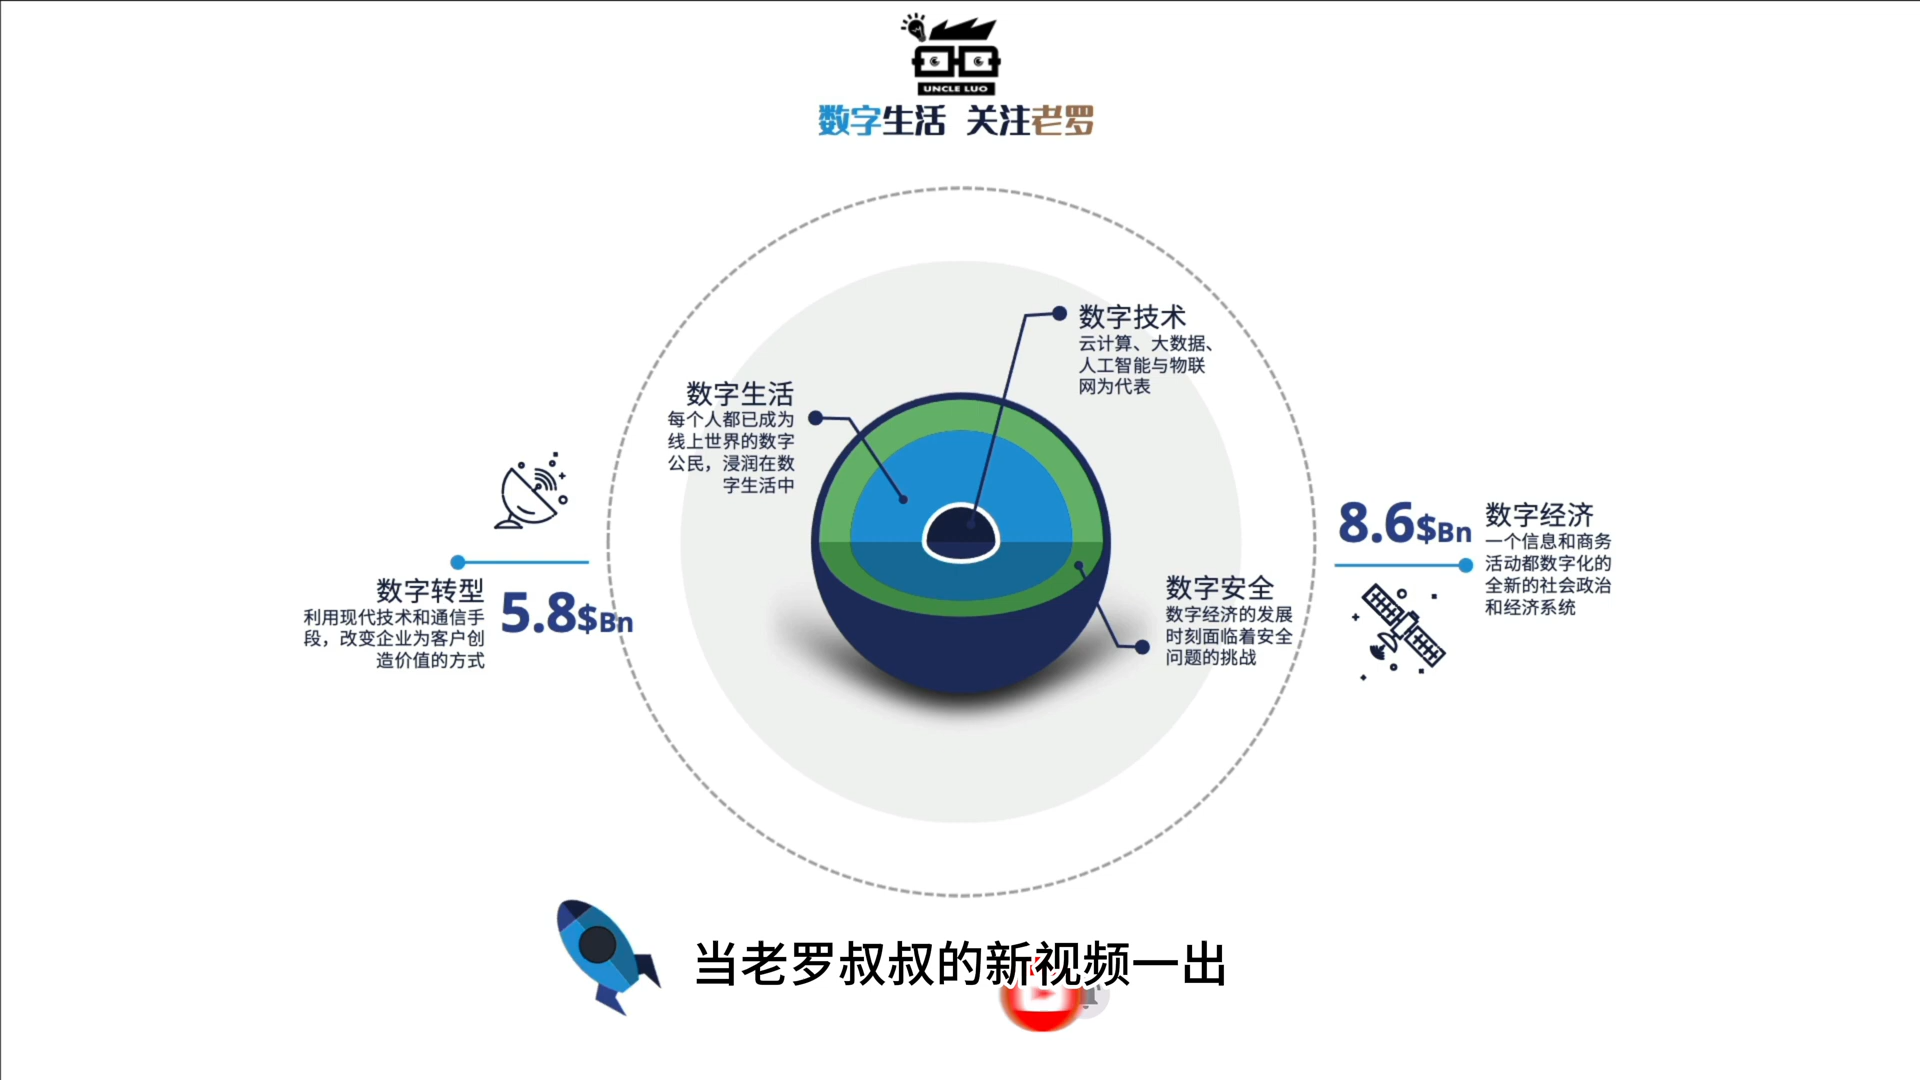 UNCLE LUO
数字生活 关注老罗
数字技术
云计算、大数据、
人工智能与物联
网为代表
数字生活
每个人都已成为
线上世界的数字
公民，浸润在数
字生活中
数字转型
利用现代技术和通信手
段，改变企业为客户创
造价值的方式
5.8$Bn
8.6$Bn
数字经济
一个信息和商务
活动都数字化的
全新的社会政治
和经济系统
数字安全
数字经济的发展
时刻面临着安全
问题的挑战
当老罗叔叔的新视频一出